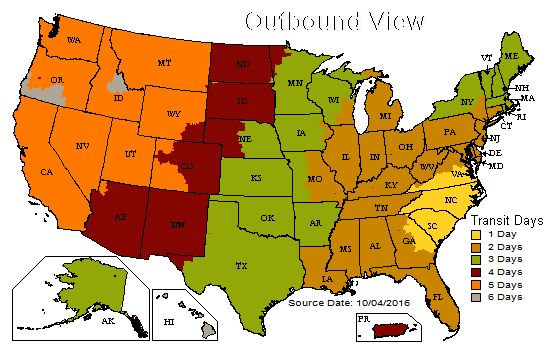 Outbound View
WA
MT
ND
MN
VT
ME
OR
ID
SD
WI
NY
NH
MA
WY
MI
RI
CT
IA
NE
PA
NJ
NV
UT
IL
IN
OH
DE
MD
CO
WV
VA
CA
KS
MO
KY
NC
TN
AZ
NM
OK
AR
SC
MS
AL
GA
TX
LA
FL
AK
HI
PR
Transit Days
1 Day
2 Days
3 Days
4 Days
5 Days
6 Days
Source Date: 10/04/2016